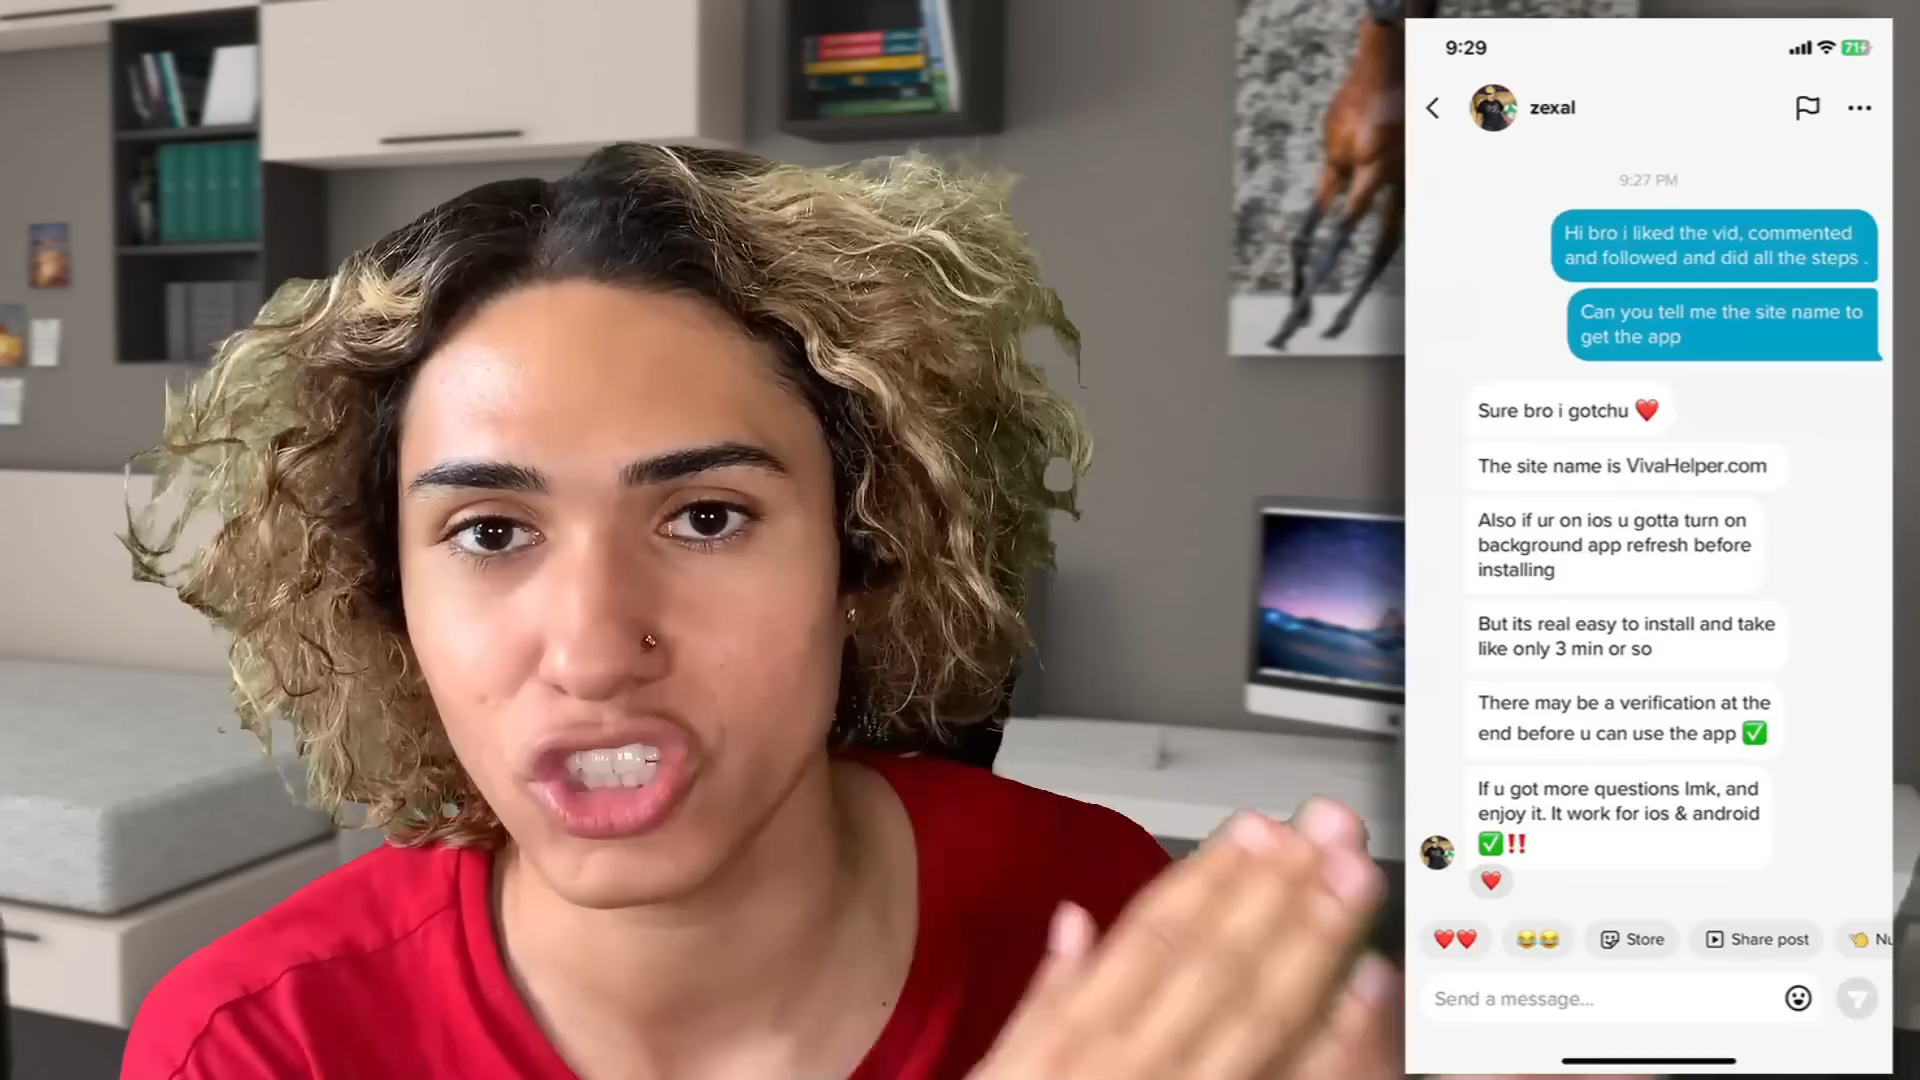 9:29
71
zexal
9:27 PM
Hi bro i liked the vid, commented
and followed and did all the steps .
Can you tell me the site name to
get the app
Sure bro i gotchu ❤️
The site name is VivaHelper.com
Also if ur on ios u gotta turn on
background app refresh before
installing
But its real easy to install and take
like only 3 min or so
There may be a verification at the
end before u can use the app ✅
If u got more questions lmk, and
enjoy it. It work for ios & android
✅‼️
❤️
❤️❤️ 😂😂 Store Share post 👈 Nu
Send a message...